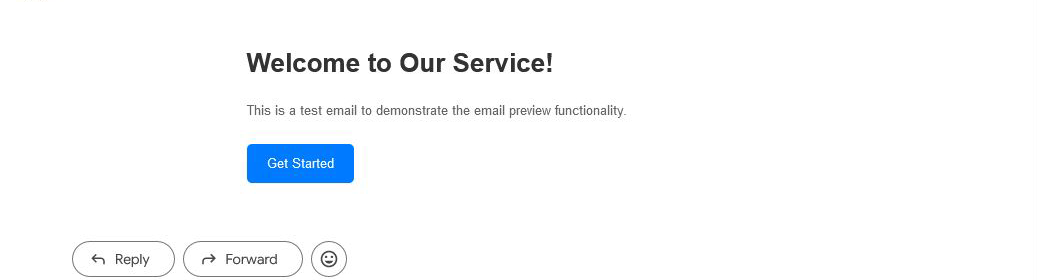 Welcome to Our Service!
This is a test email to demonstrate the email preview functionality.
Get Started
Reply Forward